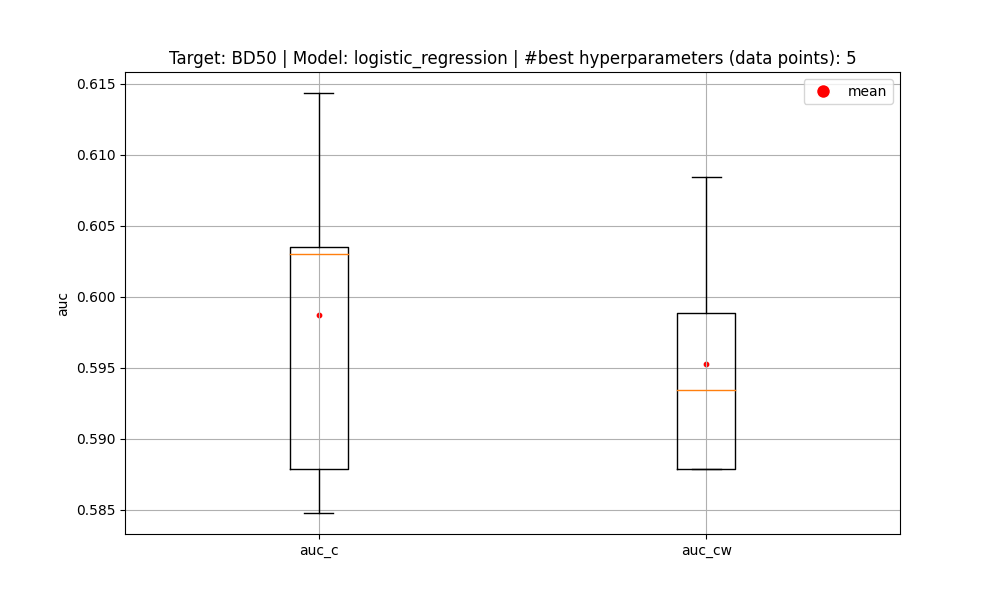 Target: BD50 | Model: logistic_regression | #best hyperparameters (data points): 5
mean
auc
0.615
0.610
0.605
0.600
0.595
0.590
0.585
auc_c
auc_cw